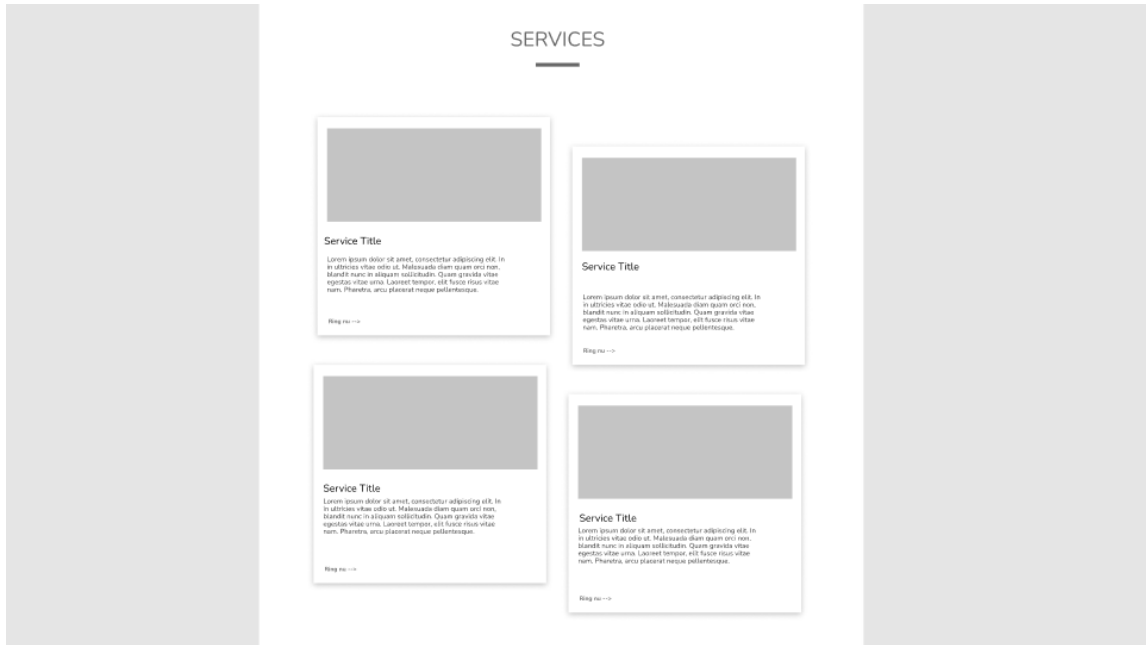 SERVICES
Service Title
Lorem ipsum dolor sit amet, consectetur adipiscing elit. In
in ultricies vitae odio ut. Malesuada diam quam orci non,
blandit nunc in aliquam sollicitudin. Quam gravida vitae
egestas vitae urna. Laoreet tempor, elit fusce risus vitae
nam. Pharetra, arcu placerat neque pellentesque.
Ring nu -->
Service Title
Lorem ipsum dolor sit amet, consectetur adipiscing elit. In
in ultricies vitae odio ut. Malesuada diam quam orci non,
blandit nunc in aliquam sollicitudin. Quam gravida vitae
egestas vitae urna. Laoreet tempor, elit fusce risus vitae
nam. Pharetra, arcu placerat neque pellentesque.
Ring nu -->
Service Title
Lorem ipsum dolor sit amet, consectetur adipiscing elit. In
in ultricies vitae odio ut. Malesuada diam quam orci non,
blandit nunc in aliquam sollicitudin. Quam gravida vitae
egestas vitae urna. Laoreet tempor, elit fusce risus vitae
nam. Pharetra, arcu placerat neque pellentesque.
Ring nu -->
Service Title
Lorem ipsum dolor sit amet, consectetur adipiscing elit. In
in ultricies vitae odio ut. Malesuada diam quam orci non,
blandit nunc in aliquam sollicitudin. Quam gravida vitae
egestas vitae urna. Laoreet tempor, elit fusce risus vitae
nam. Pharetra, arcu placerat neque pellentesque.
Ring nu -->